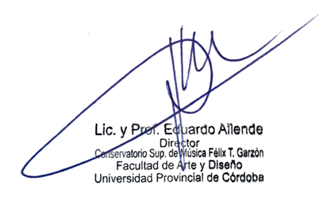 Lic. y Prof. Eduardo Allende
Director
Conservatorio Sup. de Música Félix T. Garzón
Facultad de Arte y Diseño
Universidad Provincial de Córdoba